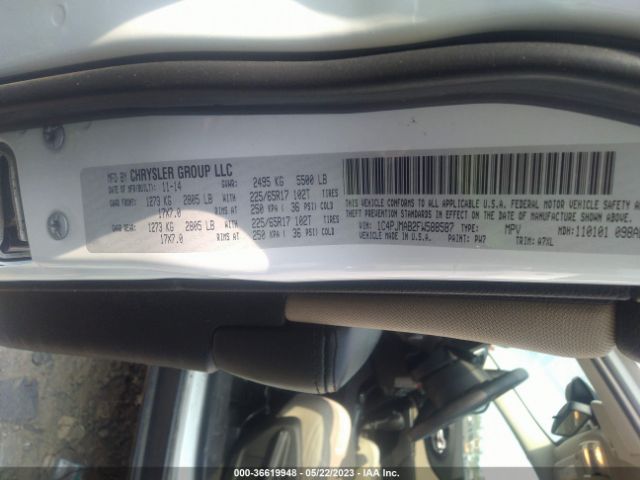 MFD BY CHRYSLER GROUP LLC
DATE OF MFR(BUILT): 11-14 GVWR: 2495 KG 5500 LB
GAWR FRONT: 1273 KG 2805 LB WITH 225/65R17 102T TIRES
17X7.0 RIMS AT 250 KPA ( 36 PSI) COLD
GAWR REAR: 1273 KG 2805 LB WITH 225/65R17 102T TIRES
17X7.0 RIMS AT 250 KPA ( 36 PSI) COLD
THIS VEHICLE CONFORMS TO ALL APPLICABLE U.S.A. FEDERAL MOTOR VEHICLE SAFETY A
THEFT PREVENTION STANDARDS IN EFFECT ON THE DATE OF MANUFACTURE SHOWN ABOVE.
VIN: 1C4PJMAB2FW588587 TYPE: MPV MDH: 110101 098A
VEHICLE MADE IN U.S.A. PAINT: PW7 TRIM: A7XL
000-36619948 - 05/22/2023 - IAA Inc.